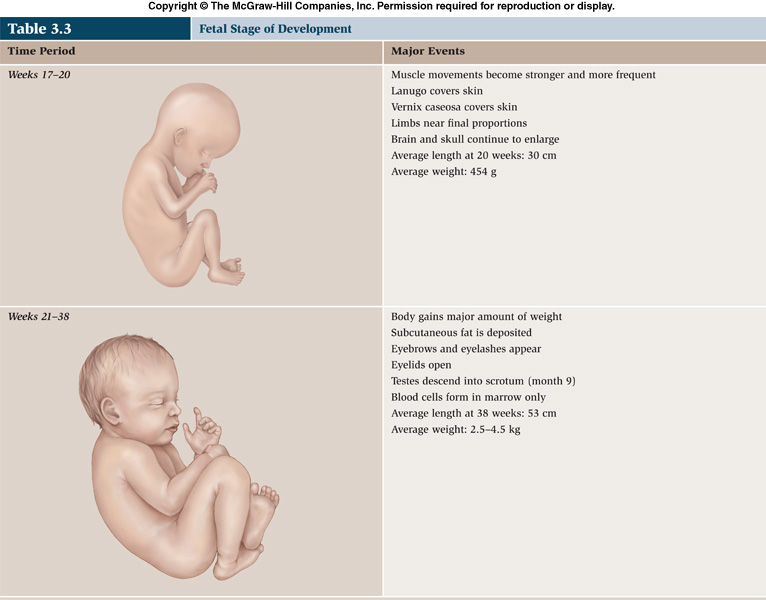 Copyright © The McGraw-Hill Companies, Inc. Permission required for reproduction or display.
Table 3.3 Fetal Stage of Development
Time Period Major Events
Weeks 17–20
Muscle movements become stronger and more frequent
Lanugo covers skin
Vernix caseosa covers skin
Limbs near final proportions
Brain and skull continue to enlarge
Average length at 20 weeks: 30 cm
Average weight: 454 g
Weeks 21–38
Body gains major amount of weight
Subcutaneous fat is deposited
Eyebrows and eyelashes appear
Eyelids open
Testes descend into scrotum (month 9)
Blood cells form in marrow only
Average length at 38 weeks: 53 cm
Average weight: 2.5–4.5 kg